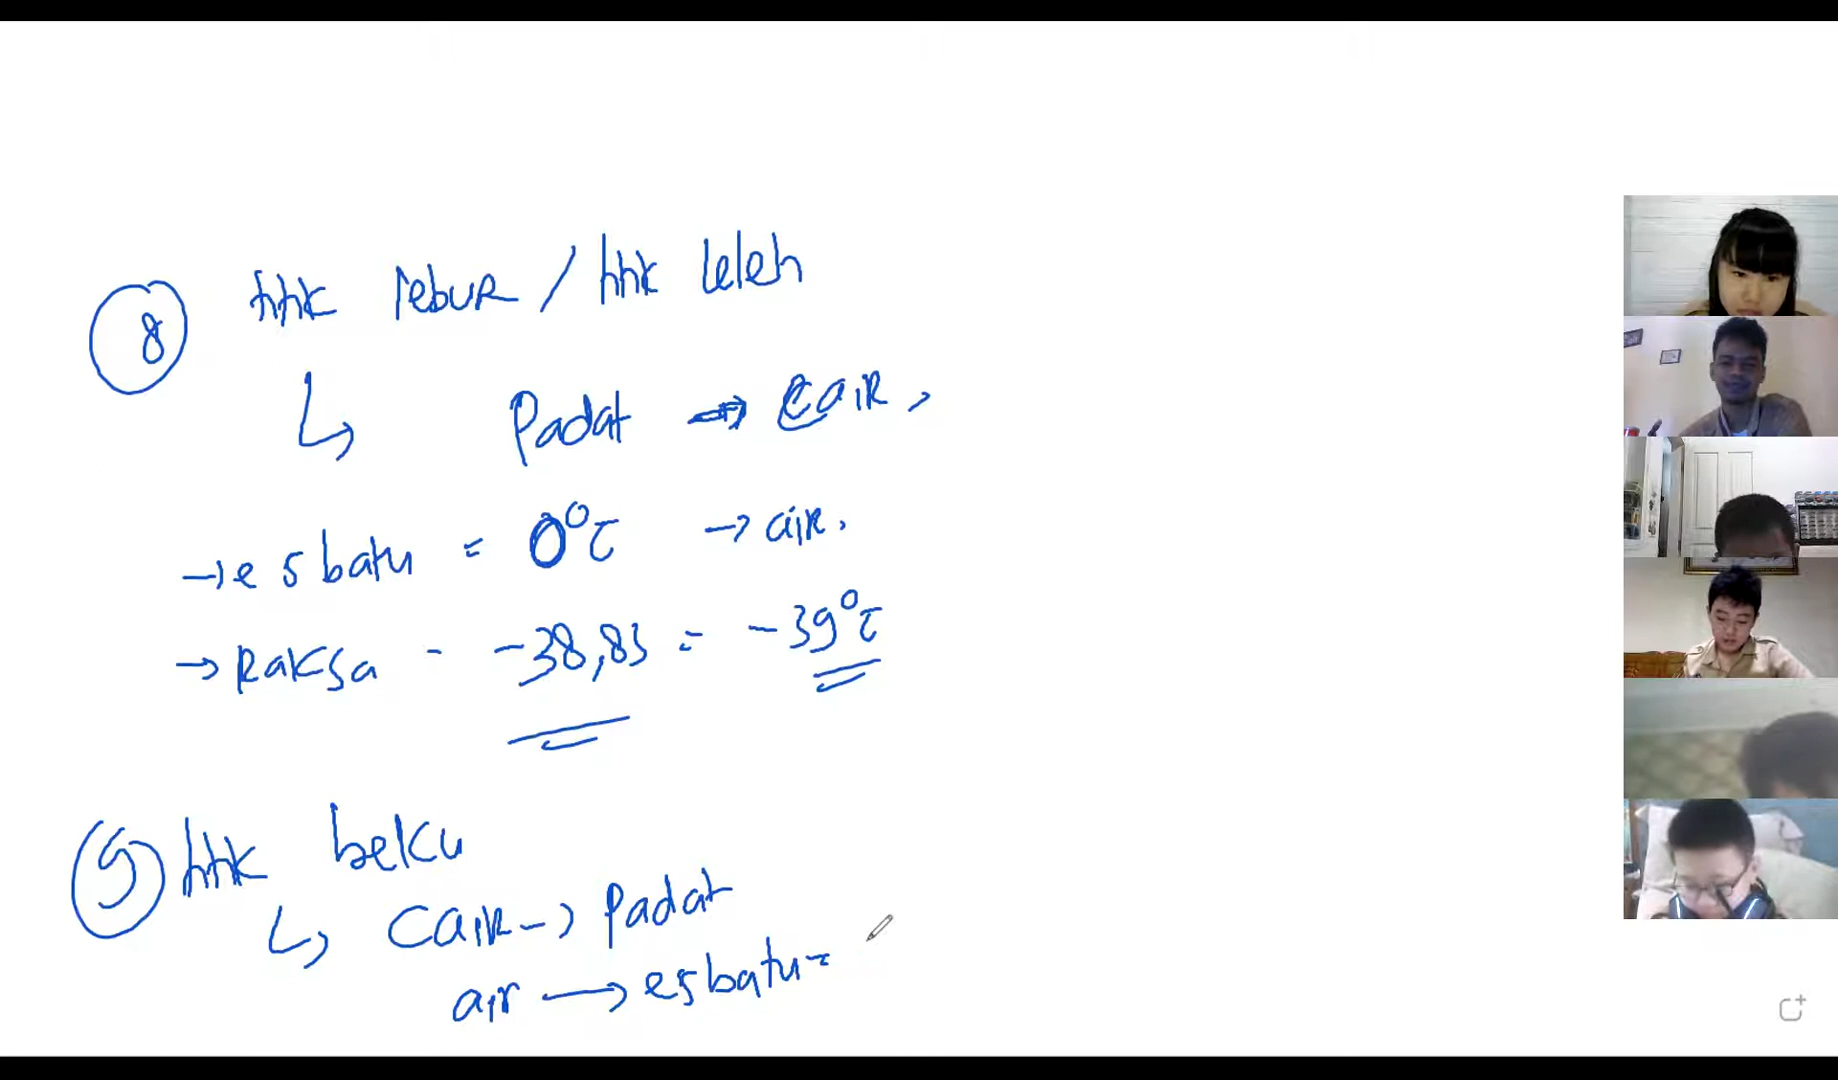 8 titik lebur / titik leleh
↳ Padat → cair,
→ es batu = 0°C → air.
→ Raksa = -38,83 = -39°C
9 titik beku
↳ Cair → Padat
air → es batu =